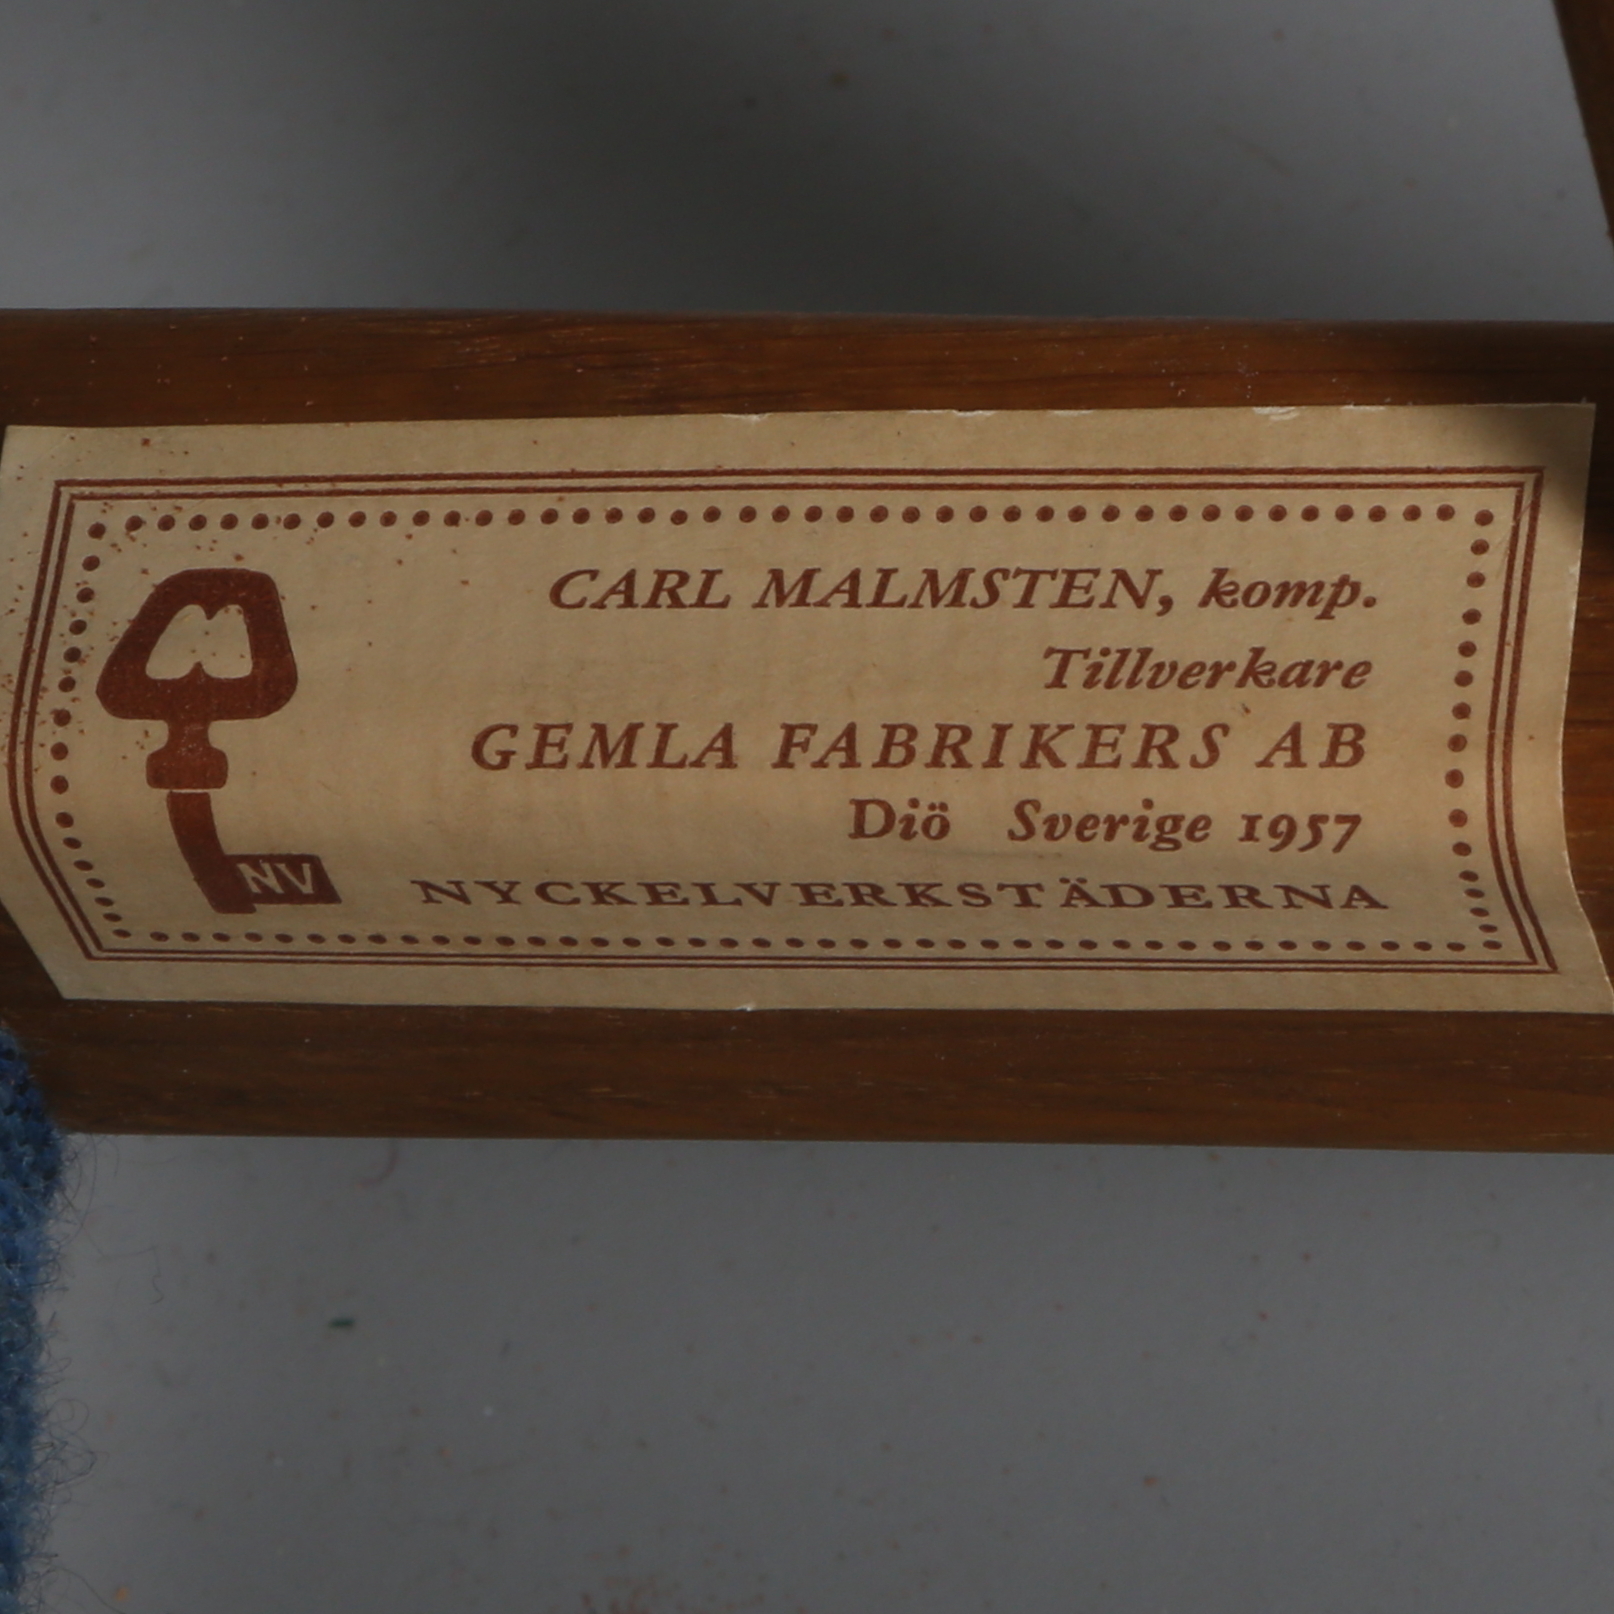 CARL MALMSTEN, komp.
Tillverkare
GEMLA FABRIKERS AB
Diö Sverige 1957
NV NYCKELVERKSTÄDERNA